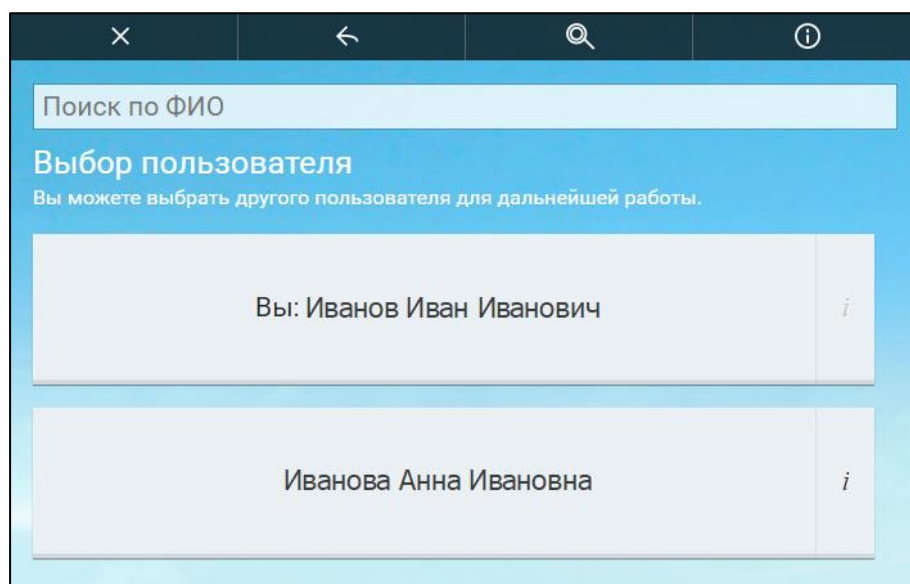 Поиск по ФИО
Выбор пользователя
Вы можете выбрать другого пользователя для дальнейшей работы.
Вы: Иванов Иван Иванович
i
Иванова Анна Ивановна
i